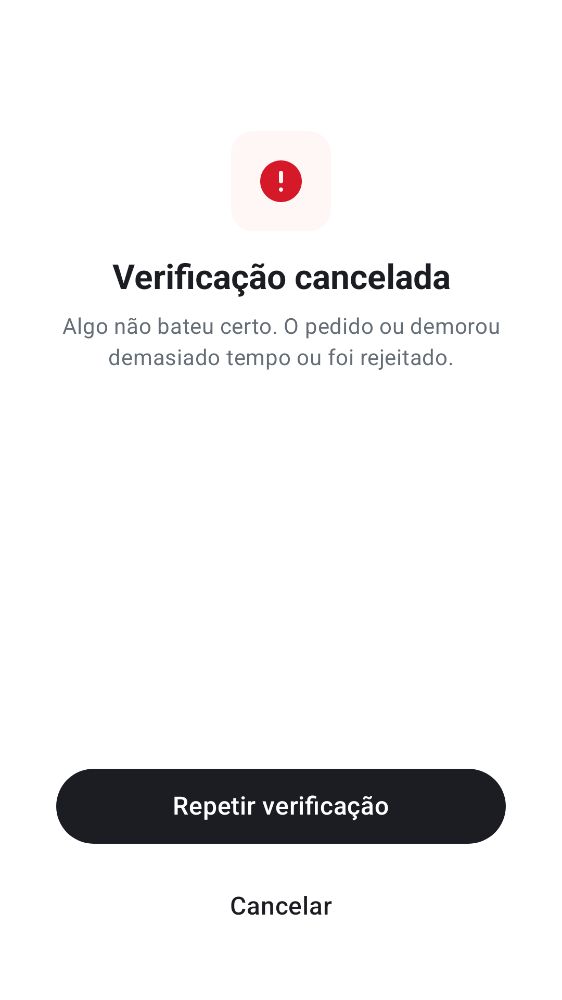 Verificação cancelada
Algo não bateu certo. O pedido ou demorou
demasiado tempo ou foi rejeitado.
Repetir verificação
Cancelar